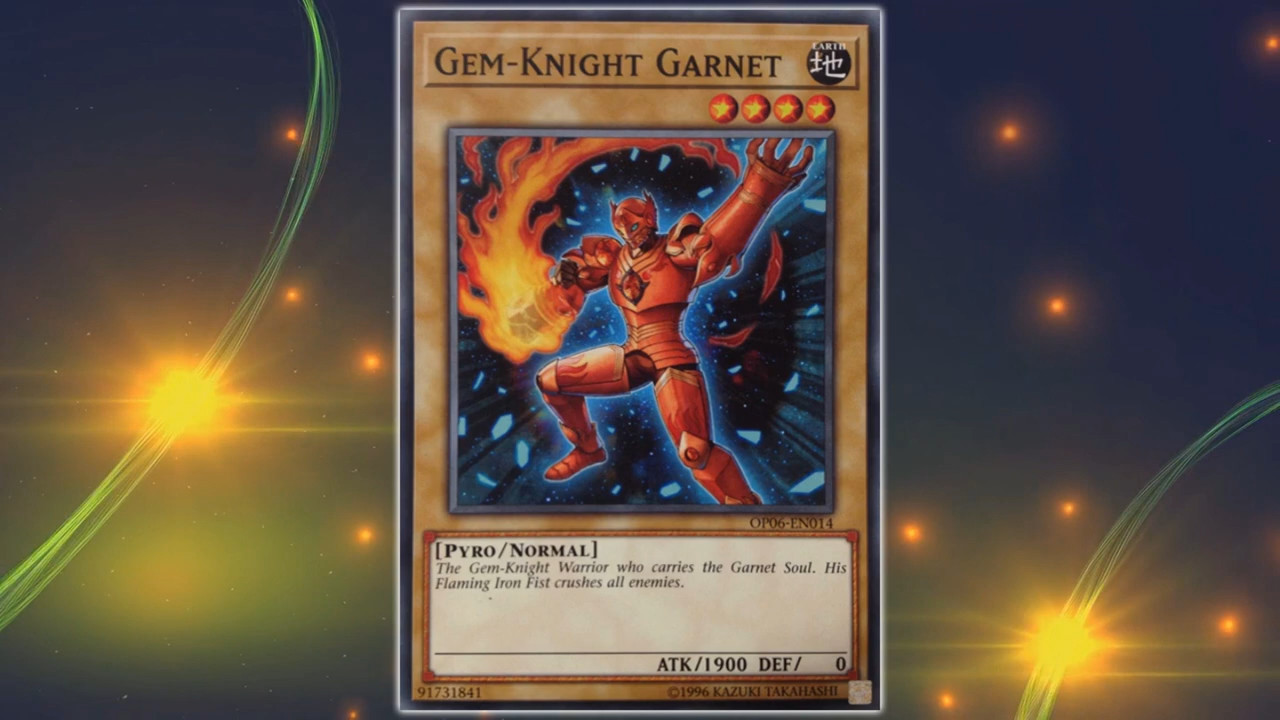 GEM-KNIGHT GARNET
EARTH
地
OP06-EN014
[PYRO/NORMAL]
The Gem-Knight Warrior who carries the Garnet Soul. His
Flaming Iron Fist crushes all enemies.
ATK/1900 DEF/ 0
91731841
©1996 KAZUKI TAKAHASHI